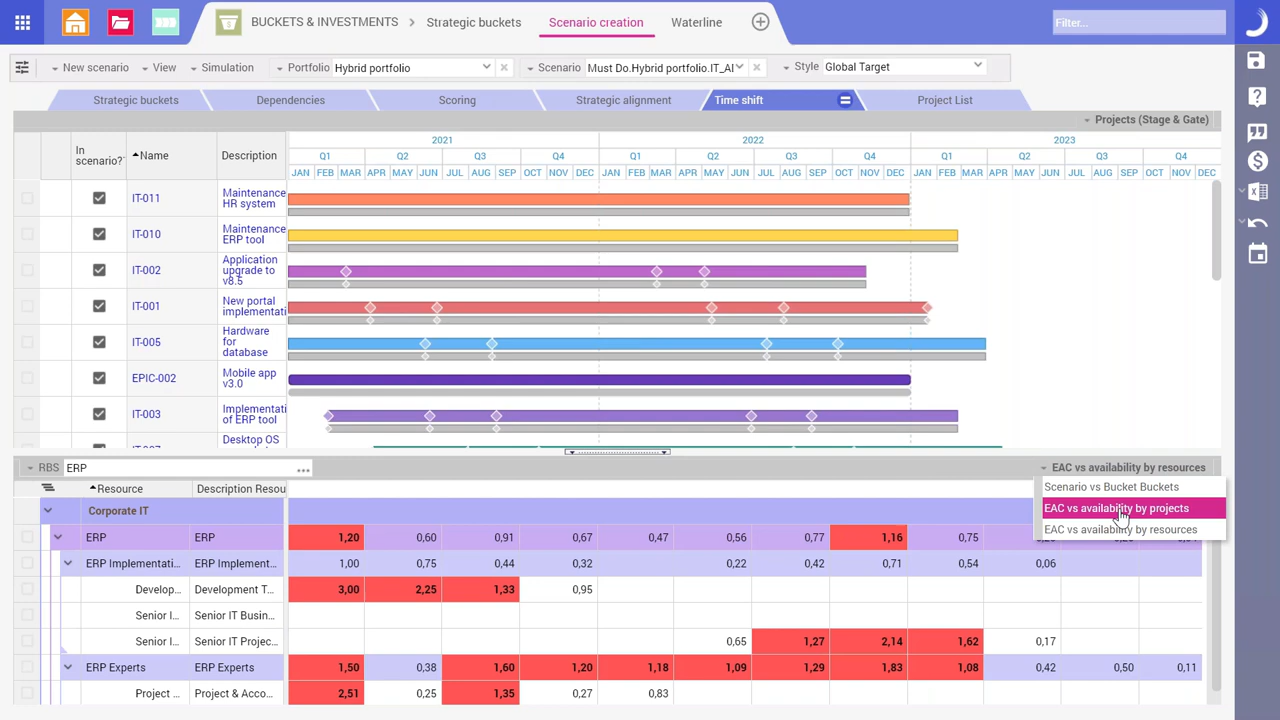 BUCKETS & INVESTMENTS Strategic buckets Scenario creation Waterline Filter...
New scenario View Simulation Portfolio Hybrid portfolio Scenario Must Do.Hybrid portfolio.IT_AI Style Global Target
Strategic buckets Dependencies Scoring Strategic alignment Time shift Project List
Projects (Stage & Gate)
In scenario? Name Description
2021 2022 2023
Q1 Q2 Q3 Q4 Q1 Q2 Q3 Q4 Q1 Q4
JAN FEB MAR APR MAY JUN JUL AUG SEP OCT NOV DEC JAN FEB MAR APR MAY JUN JUL AUG SEP OCT NOV DEC JAN FEB MAR APR MAY JUN JUL AUG SEP OCT NOV DEC
IT-011 Maintenance HR system
IT-010 Maintenance ERP tool
IT-002 Application upgrade to v8.5
IT-001 New portal implementati
IT-005 Hardware for database
EPIC-002 Mobile app v3.0
IT-003 Implementati of ERP tool
Desktop OS
RBS ERP ... EAC vs availability by resources
Scenario vs Bucket Buckets
EAC vs availability by projects
EAC vs availability by resources
Resource Description Resou
Corporate IT
ERP ERP 1,20 0,60 0,91 0,67 0,47 0,56 0,77 1,16 0,75
ERP Implementati... ERP Implement... 1,00 0,75 0,44 0,32 0,22 0,42 0,71 0,54 0,06
Develop... Development T... 3,00 2,25 1,33 0,95
Senior I... Senior IT Busin...
Senior I... Senior IT Projec... 0,65 1,27 2,14 1,62 0,17
ERP Experts ERP Experts 1,50 0,38 1,60 1,20 1,18 1,09 1,29 1,83 1,08 0,42 0,50 0,11
Project ... Project & Acco... 2,51 0,25 1,35 0,27 0,83